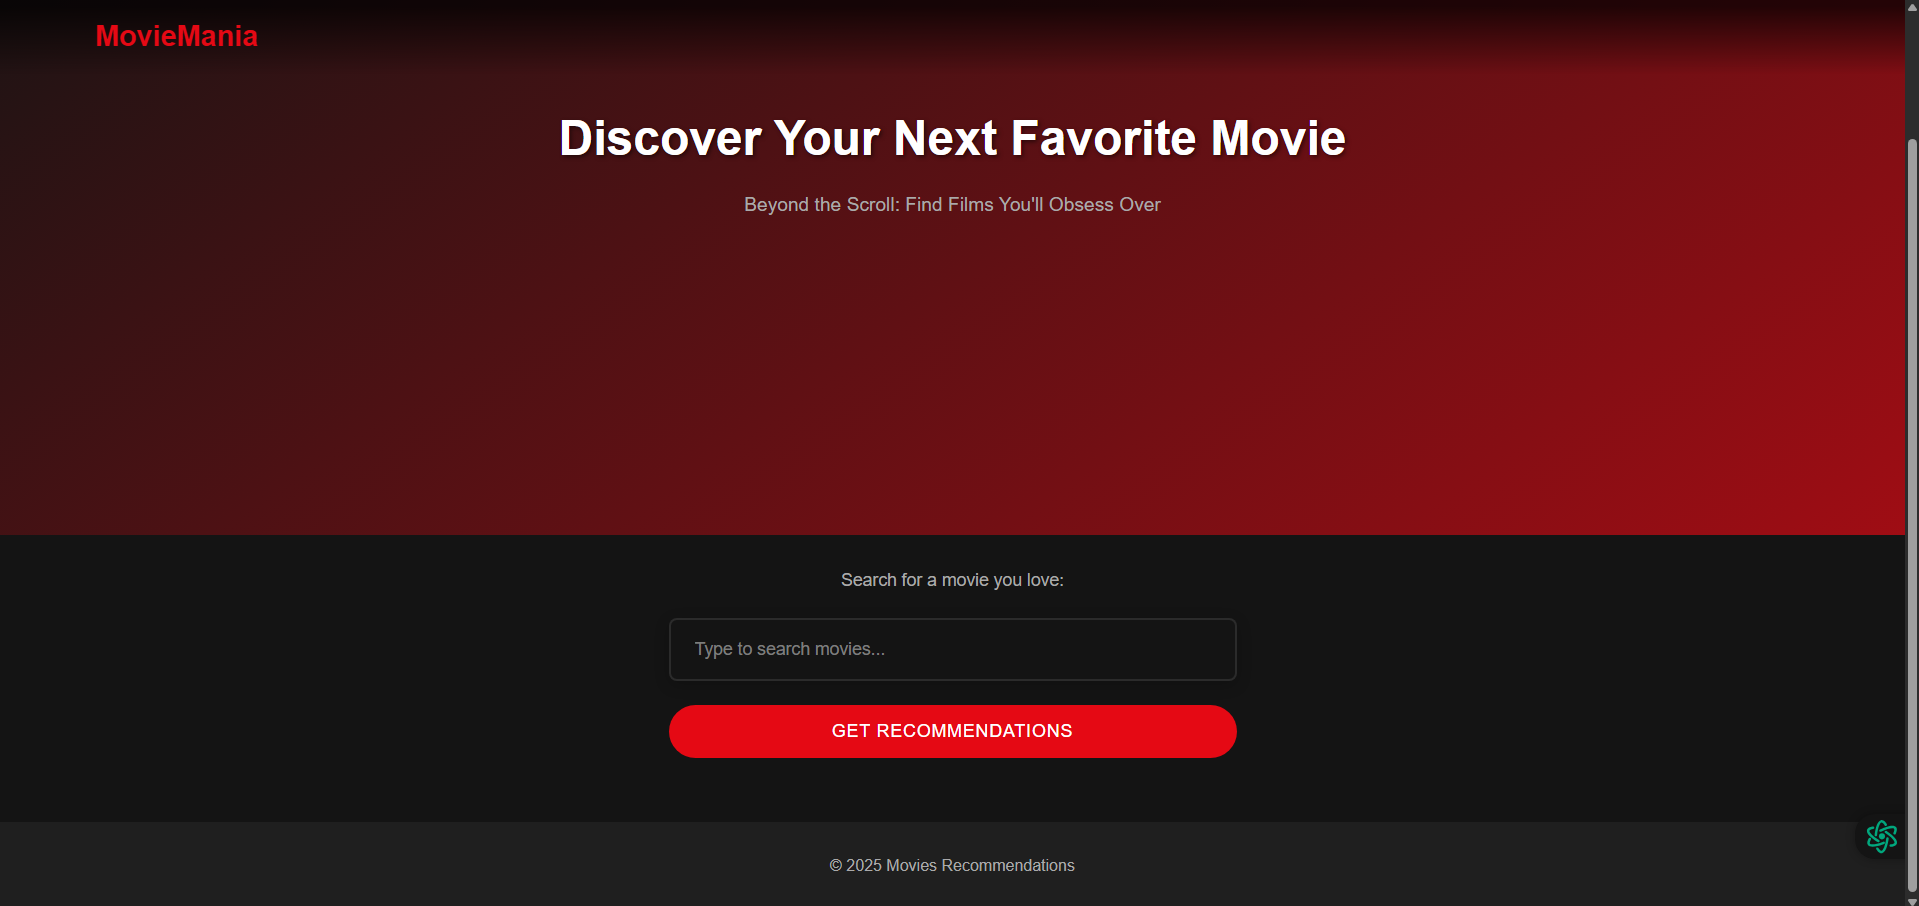 MovieMania
Discover Your Next Favorite Movie
Beyond the Scroll: Find Films You'll Obsess Over
Search for a movie you love:
Type to search movies...
GET RECOMMENDATIONS
© 2025 Movies Recommendations